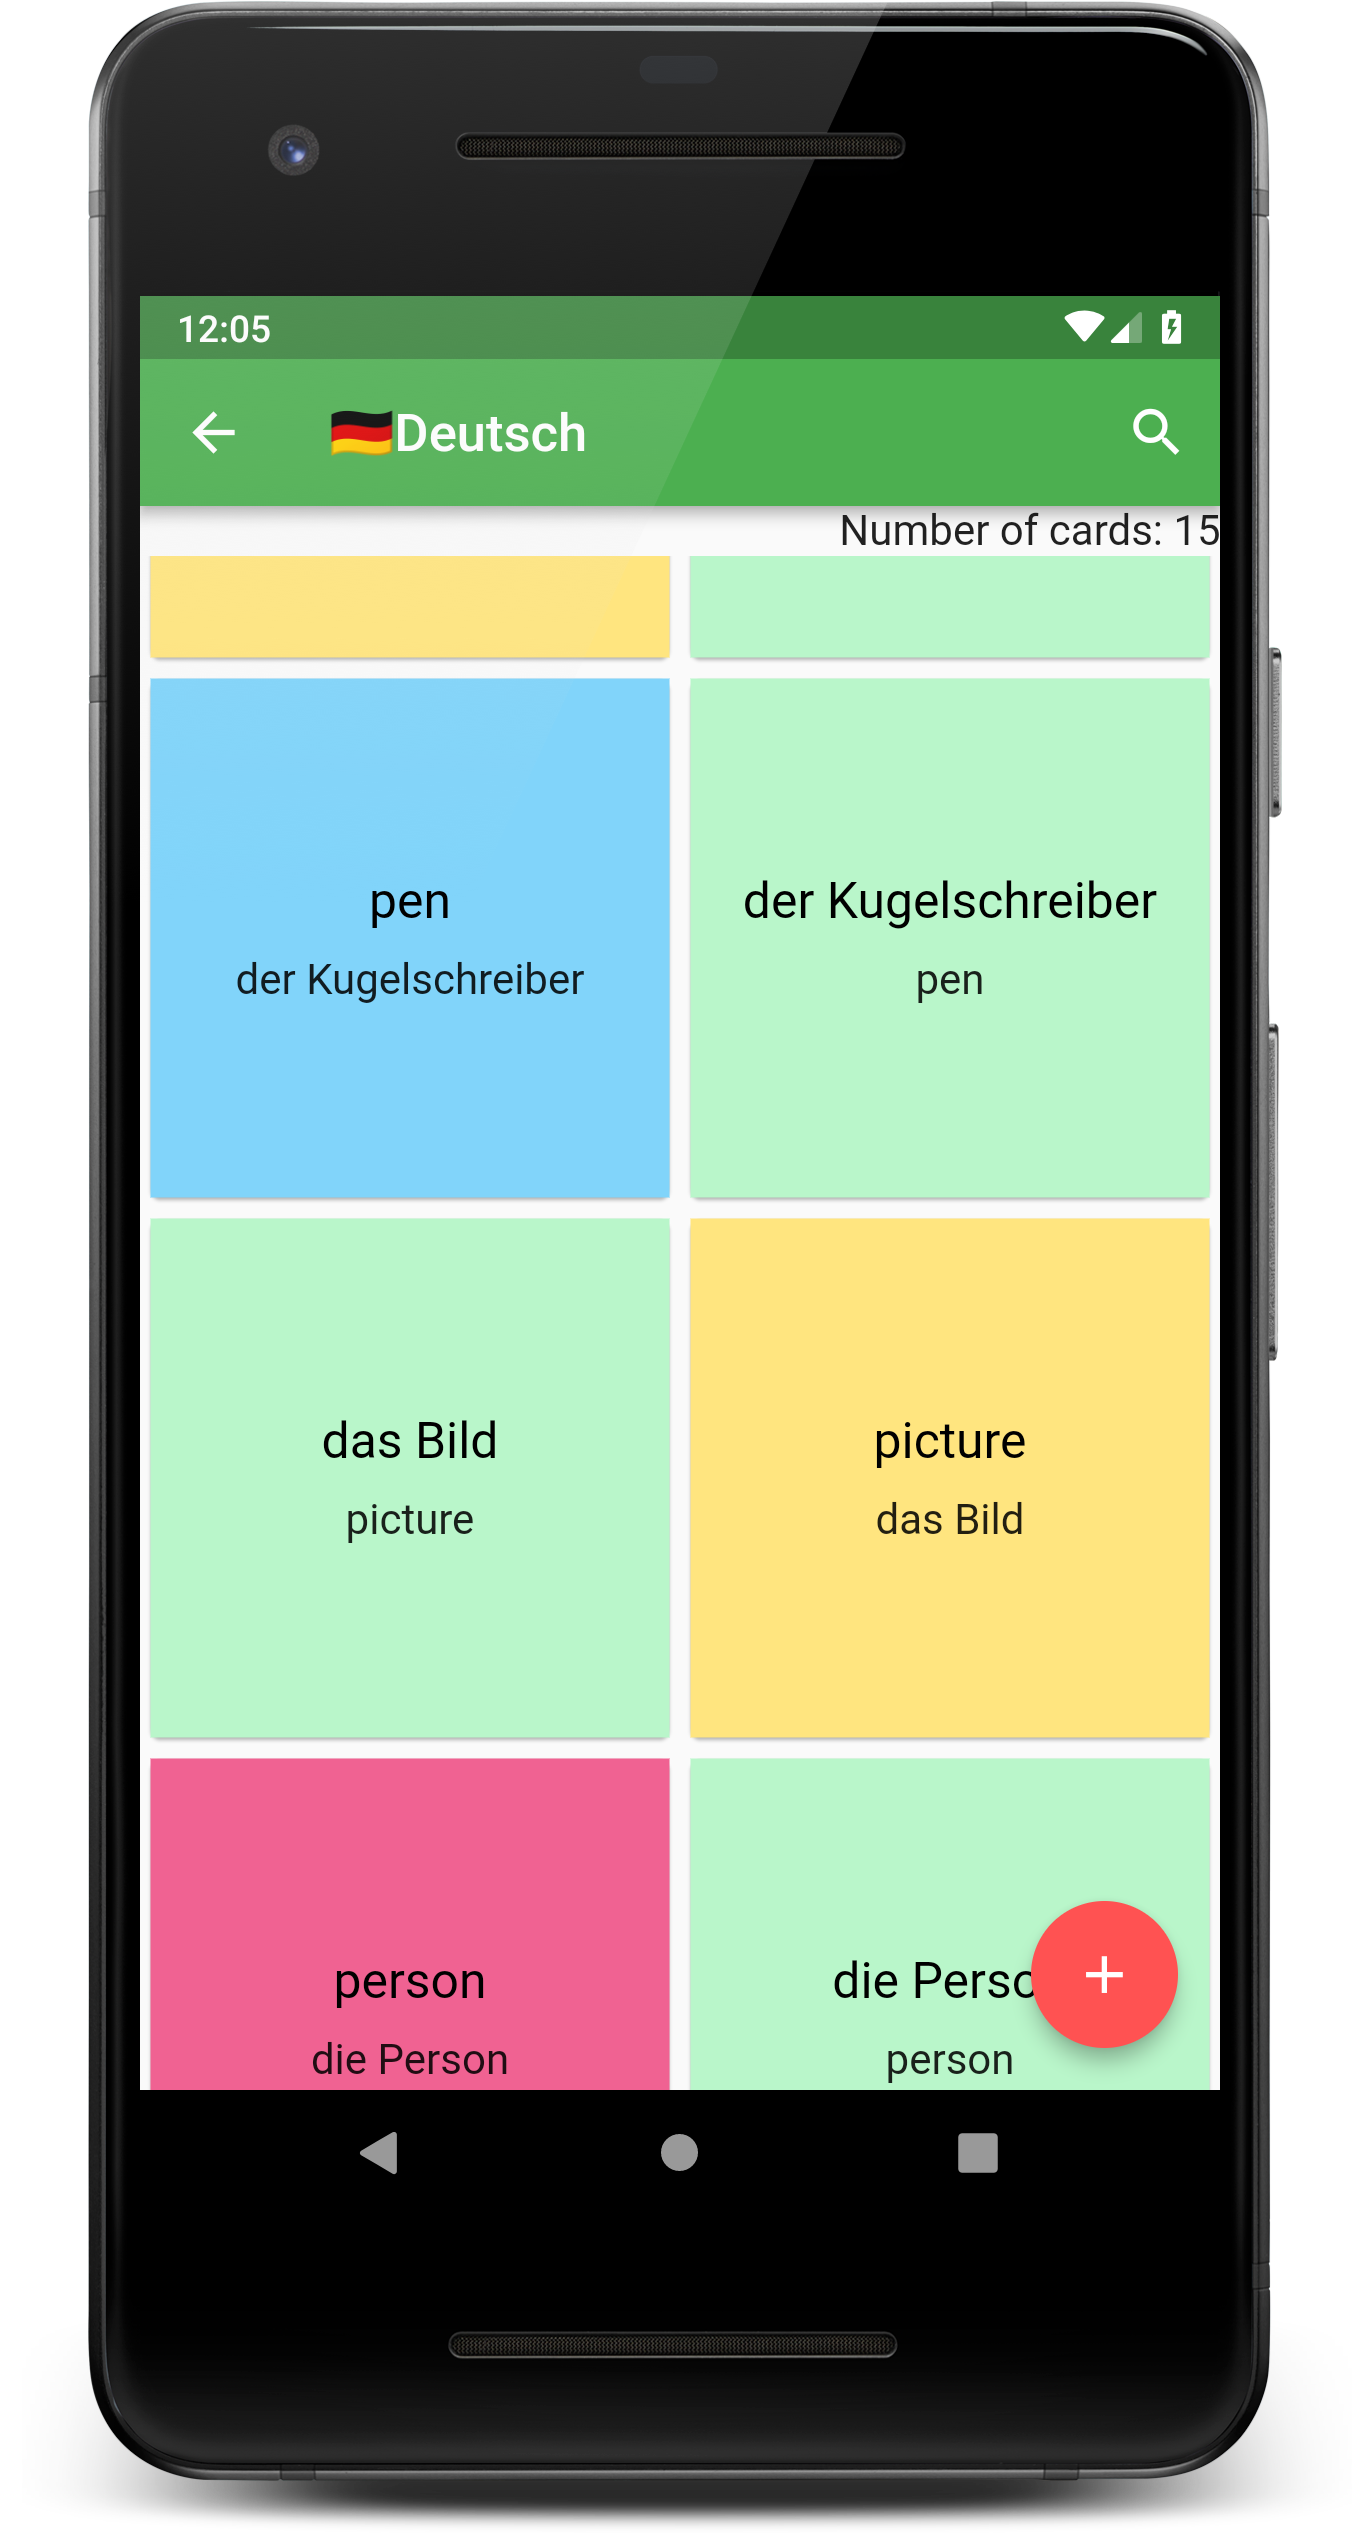 12:05
🇩🇪Deutsch
Number of cards: 15
pen
der Kugelschreiber
der Kugelschreiber
pen
das Bild
picture
picture
das Bild
person
die Person
die Perso
person